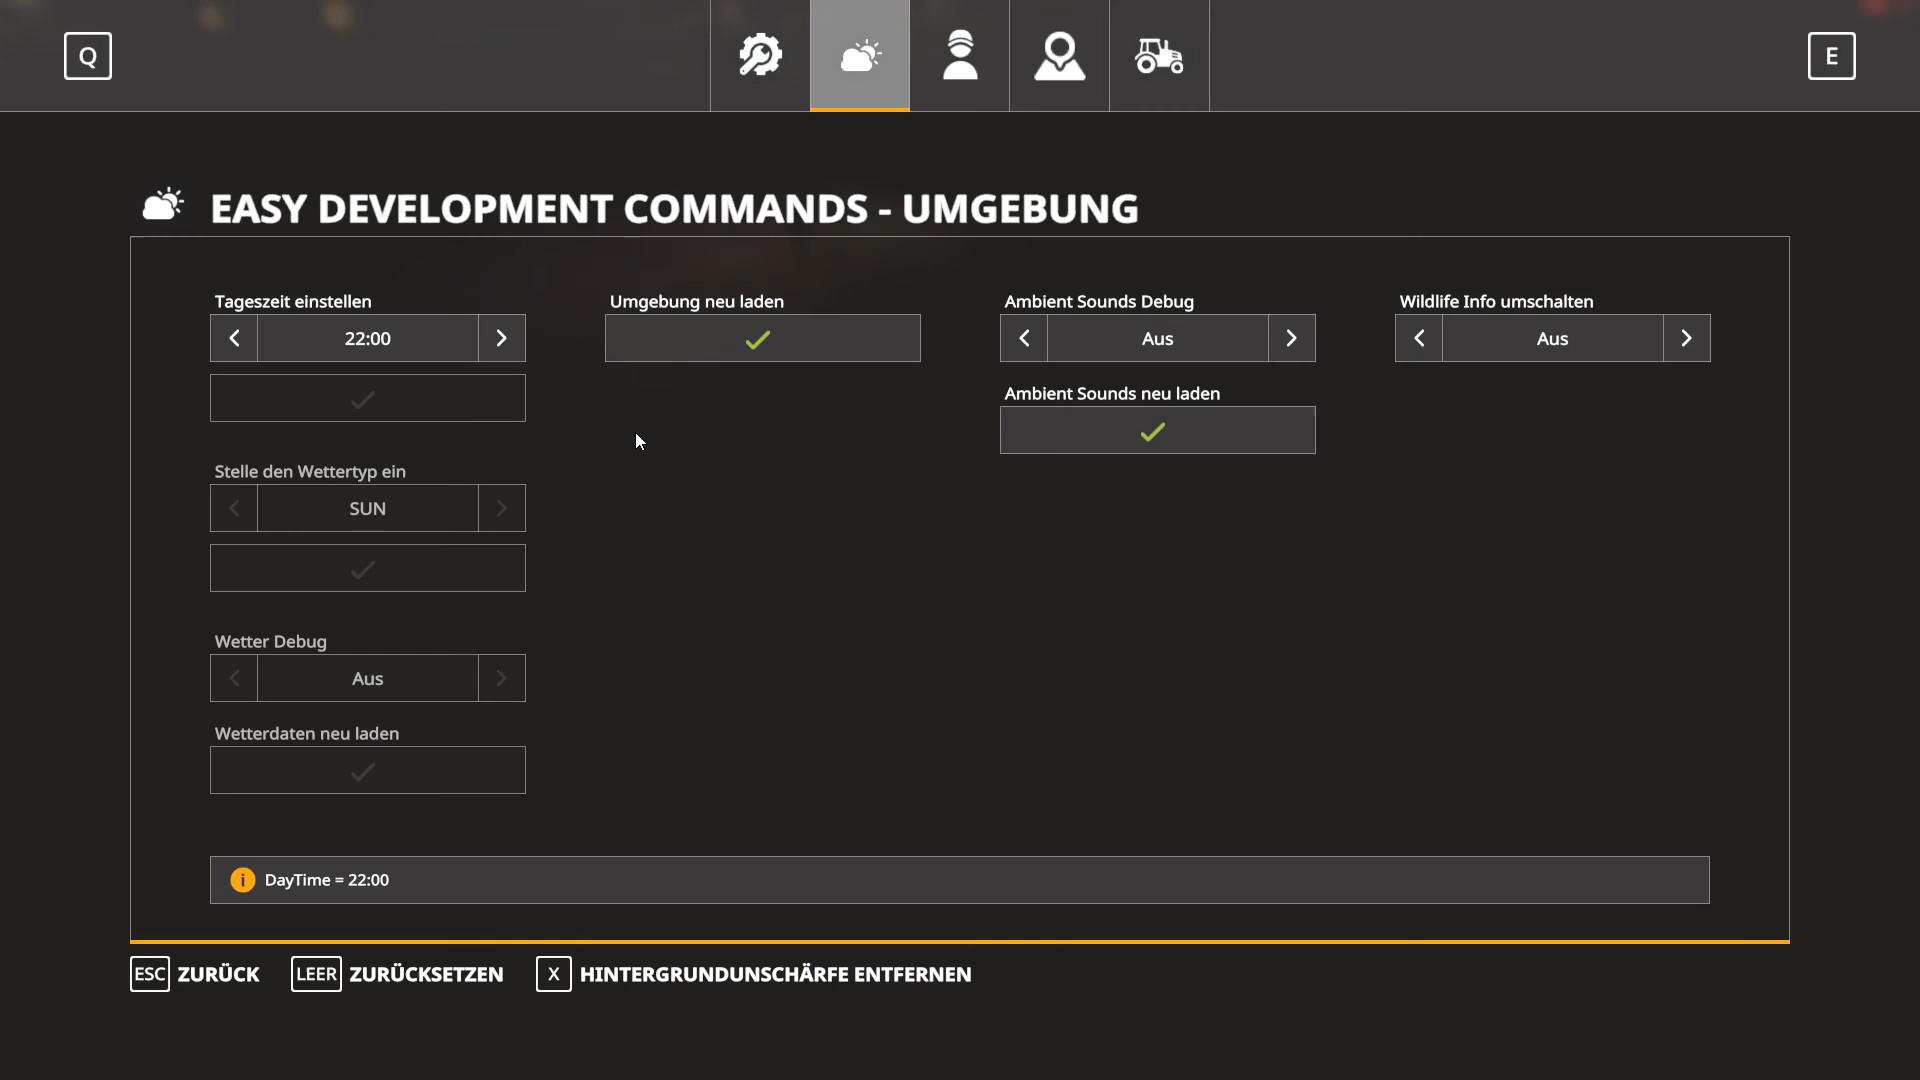 Q
E
EASY DEVELOPMENT COMMANDS - UMGEBUNG
Tageszeit einstellen
22:00
Stelle den Wettertyp ein
SUN
Wetter Debug
Aus
Wetterdaten neu laden
Umgebung neu laden
Ambient Sounds Debug
Aus
Ambient Sounds neu laden
Wildlife Info umschalten
Aus
DayTime = 22:00
ESC ZURÜCK LEER ZURÜCKSETZEN X HINTERGRUNDUNSCHÄRFE ENTFERNEN